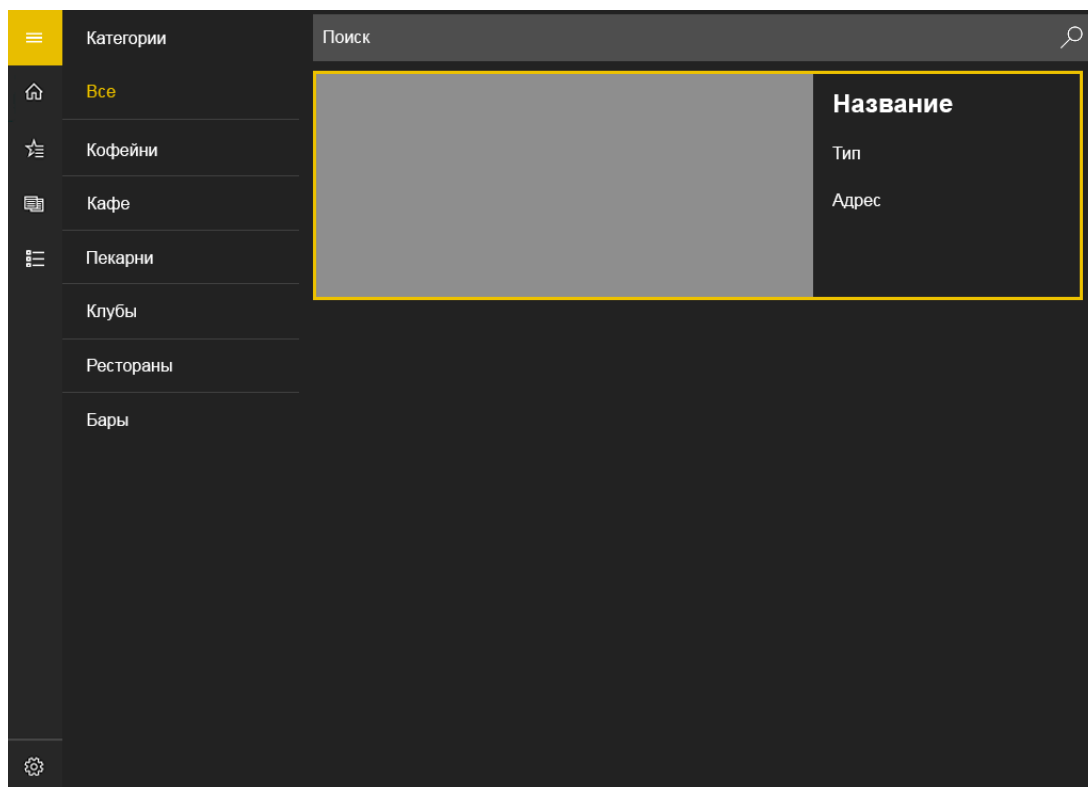 Категории
Все
Кофейни
Кафе
Пекарни
Клубы
Рестораны
Бары
Поиск
Название
Тип
Адрес